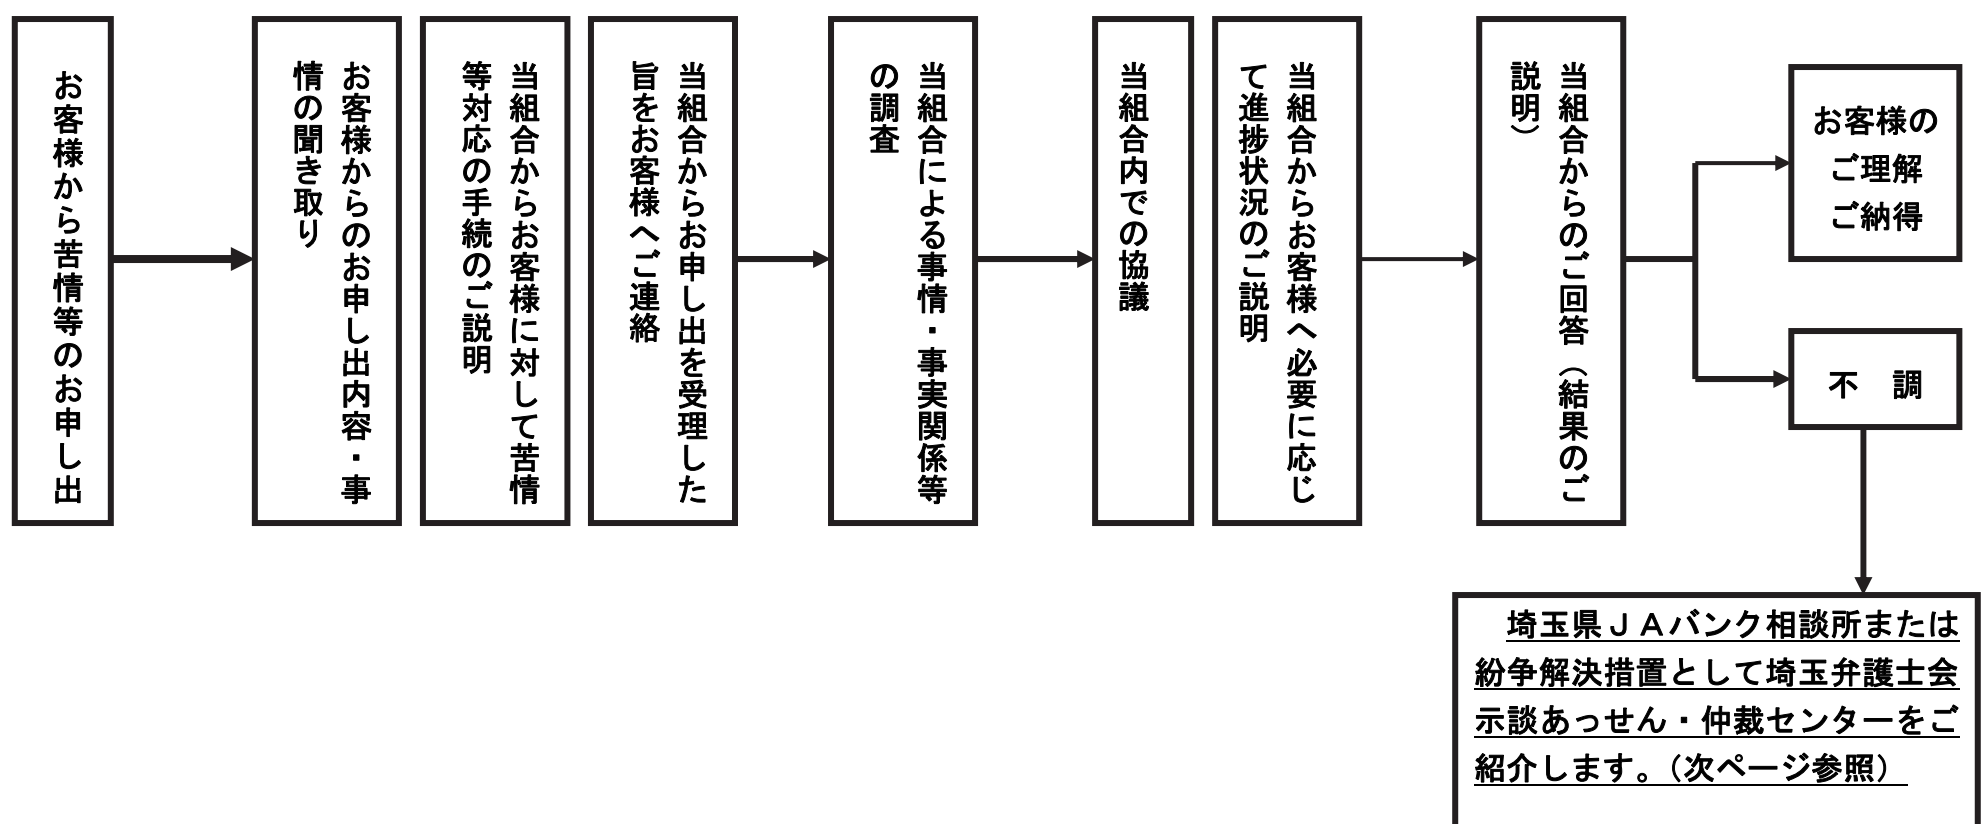 お客様から苦情等のお申し出
お客様からのお申し出内容・事
情の聞き取り
当組合からお客様に対して苦情
等対応の手続のご説明
当組合からお申し出を受理した
旨をお客様へご連絡
当組合による事情・事実関係等
の調査
当組合内での協議
当組合からお客様へ必要に応じ
て進捗状況のご説明
当組合からのご回答（結果のご
説明）
お客様の
ご理解
ご納得
不　調
埼玉県ＪＡバンク相談所または
紛争解決措置として埼玉弁護士会
示談あっせん・仲裁センターをご
紹介します。（次ページ参照）